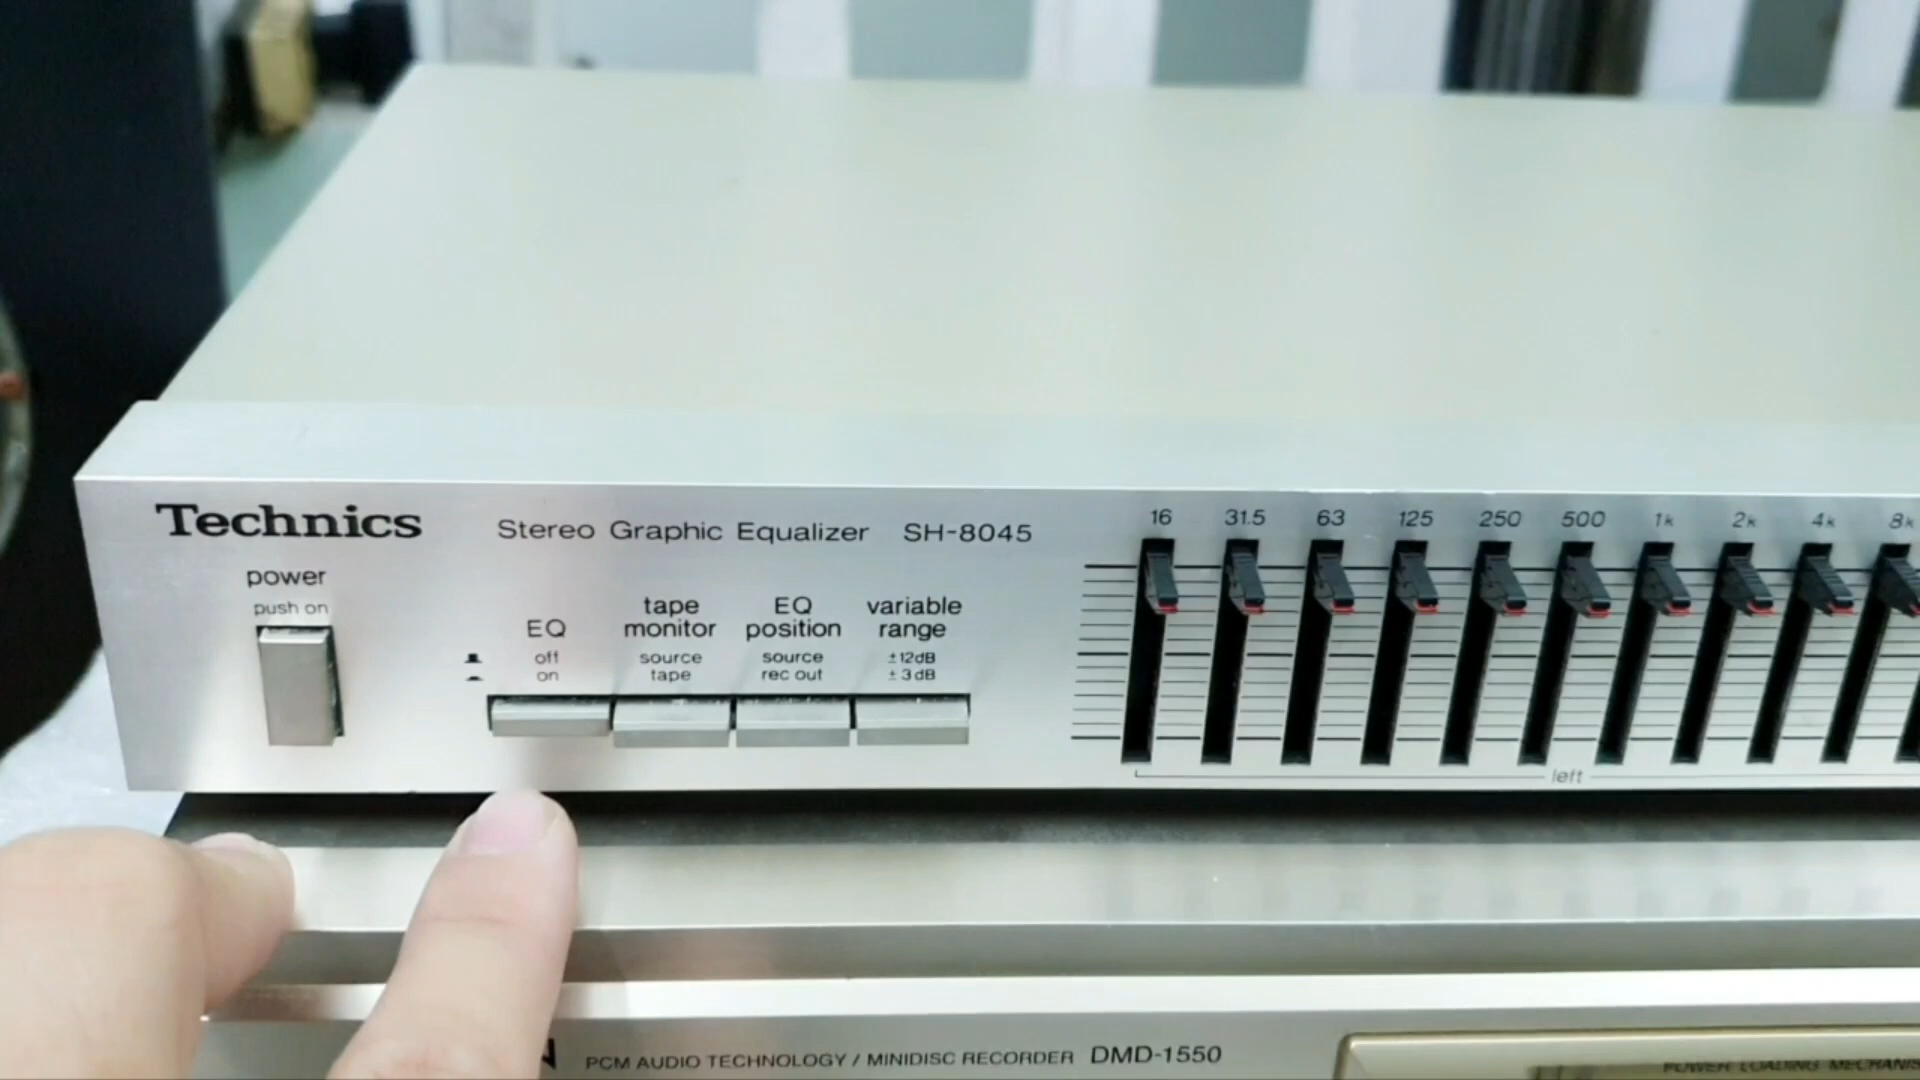 Technics
Stereo Graphic Equalizer SH-8045
power
push on
EQ
off
on
tape
monitor
source
tape
EQ
position
source
rec out
variable
range
±12dB
±3dB
16 31.5 63 125 250 500 1k 2k 4k 8k
left
N PCM AUDIO TECHNOLOGY / MINIDISC RECORDER DMD-1550
POWER LOADING